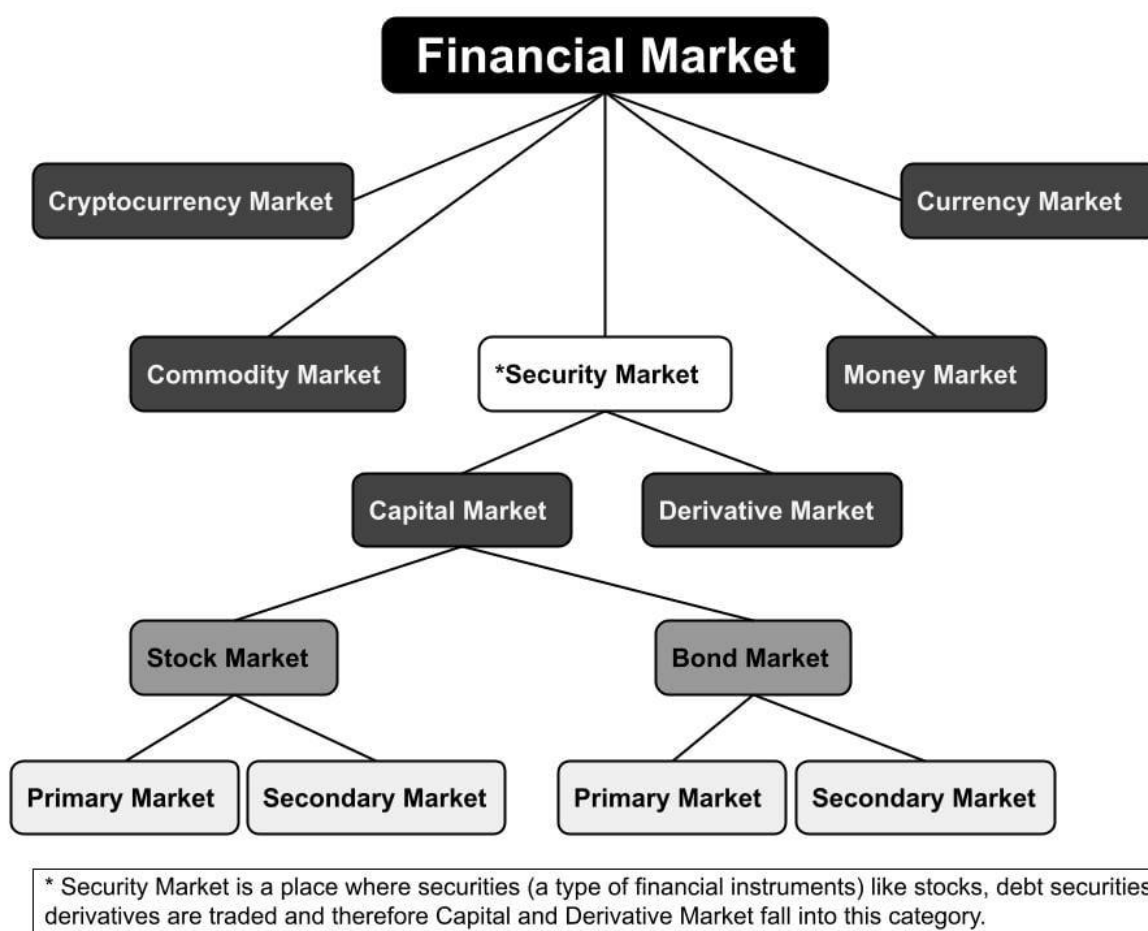 Financial Market
Cryptocurrency Market
Currency Market
Commodity Market
*Security Market
Money Market
Capital Market
Derivative Market
Stock Market
Bond Market
Primary Market
Secondary Market
Primary Market
Secondary Market
* Security Market is a place where securities (a type of financial instruments) like stocks, debt securities
derivatives are traded and therefore Capital and Derivative Market fall into this category.